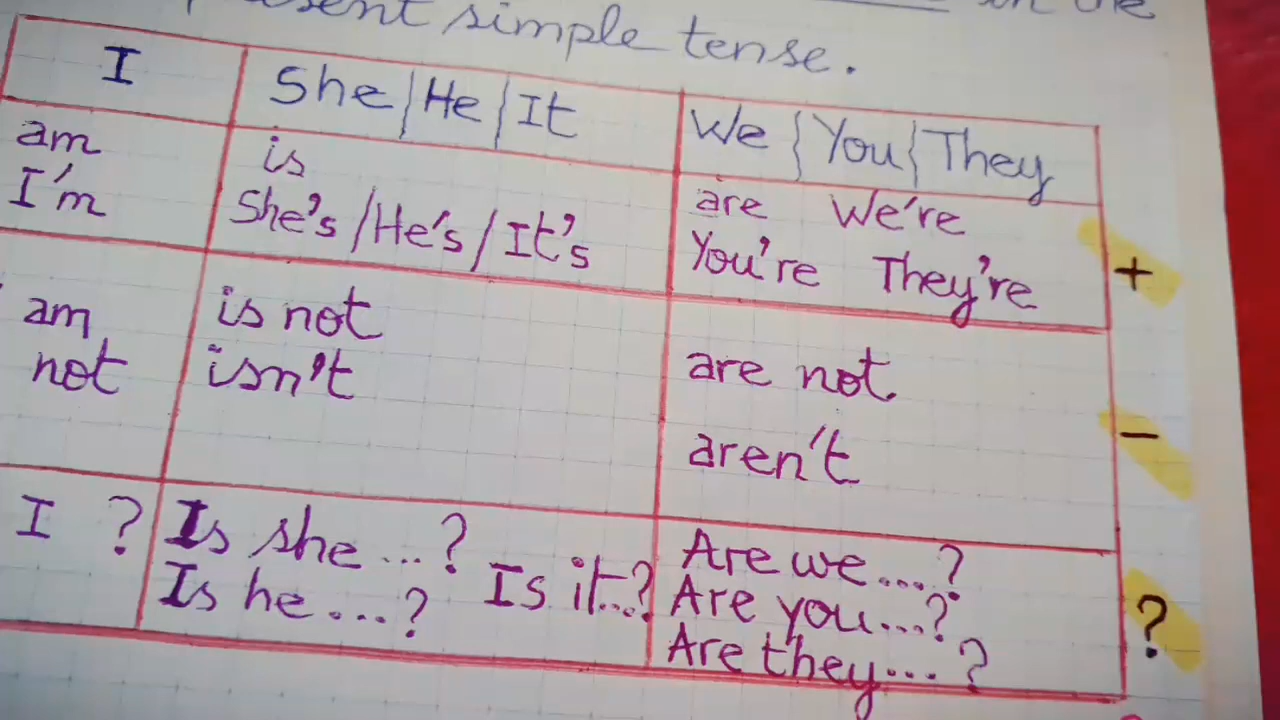 in the
simple tense.
I She/He/It We { You { They
am is are We're
I'm She's/He's/It's You're They're +
am is not are not.
not isn't aren't -
I ? Is she...? Is it..? Are we....?
Is he....? Are you....?
Are they....? ?